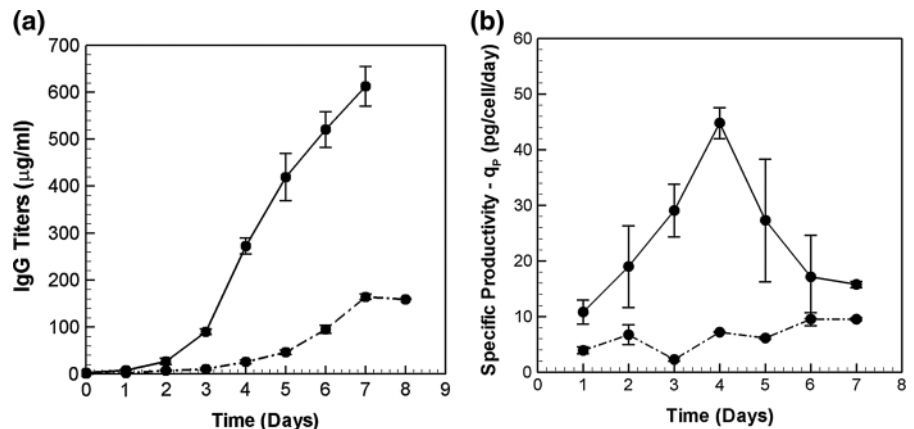 (a)
700
600
500
400
300
200
100
0
IgG Titers (μg/ml)
0 1 2 3 4 5 6 7 8 9
Time (Days)
(b)
60
50
40
30
20
10
0
Specific Productivity - qP (pg/cell/day)
0 1 2 3 4 5 6 7 8
Time (Days)